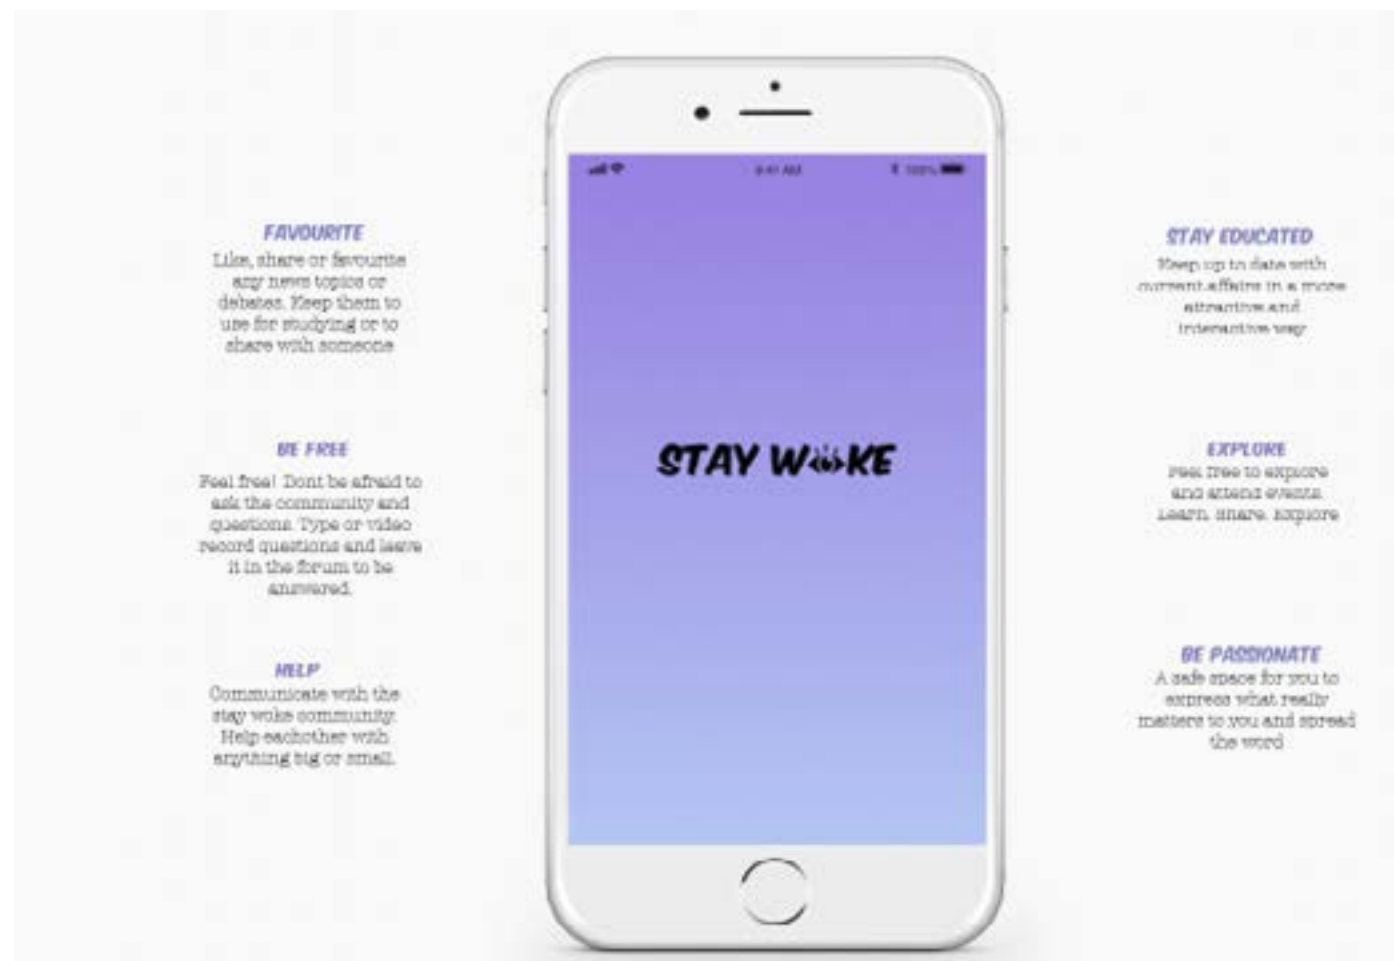 9:41 AM
100%
STAY WOKE
FAVOURITE
Like, share or favourite
any news topics or
debates. Keep them to
use for studying or to
share with someone
BE FREE
Feel free! Dont be afraid to
ask the community and
questions. Type or video
record questions and leave
it in the forum to be
answered.
HELP
Communicate with the
stay woke community.
Help eachother with
anything big or small.
STAY EDUCATED
Keep up to date with
current affairs in a more
attractive and
interactive way
EXPLORE
Feel free to explore
and attend events.
Learn. Share. Explore
BE PASSIONATE
A safe space for you to
express what really
matters to you and spread
the word